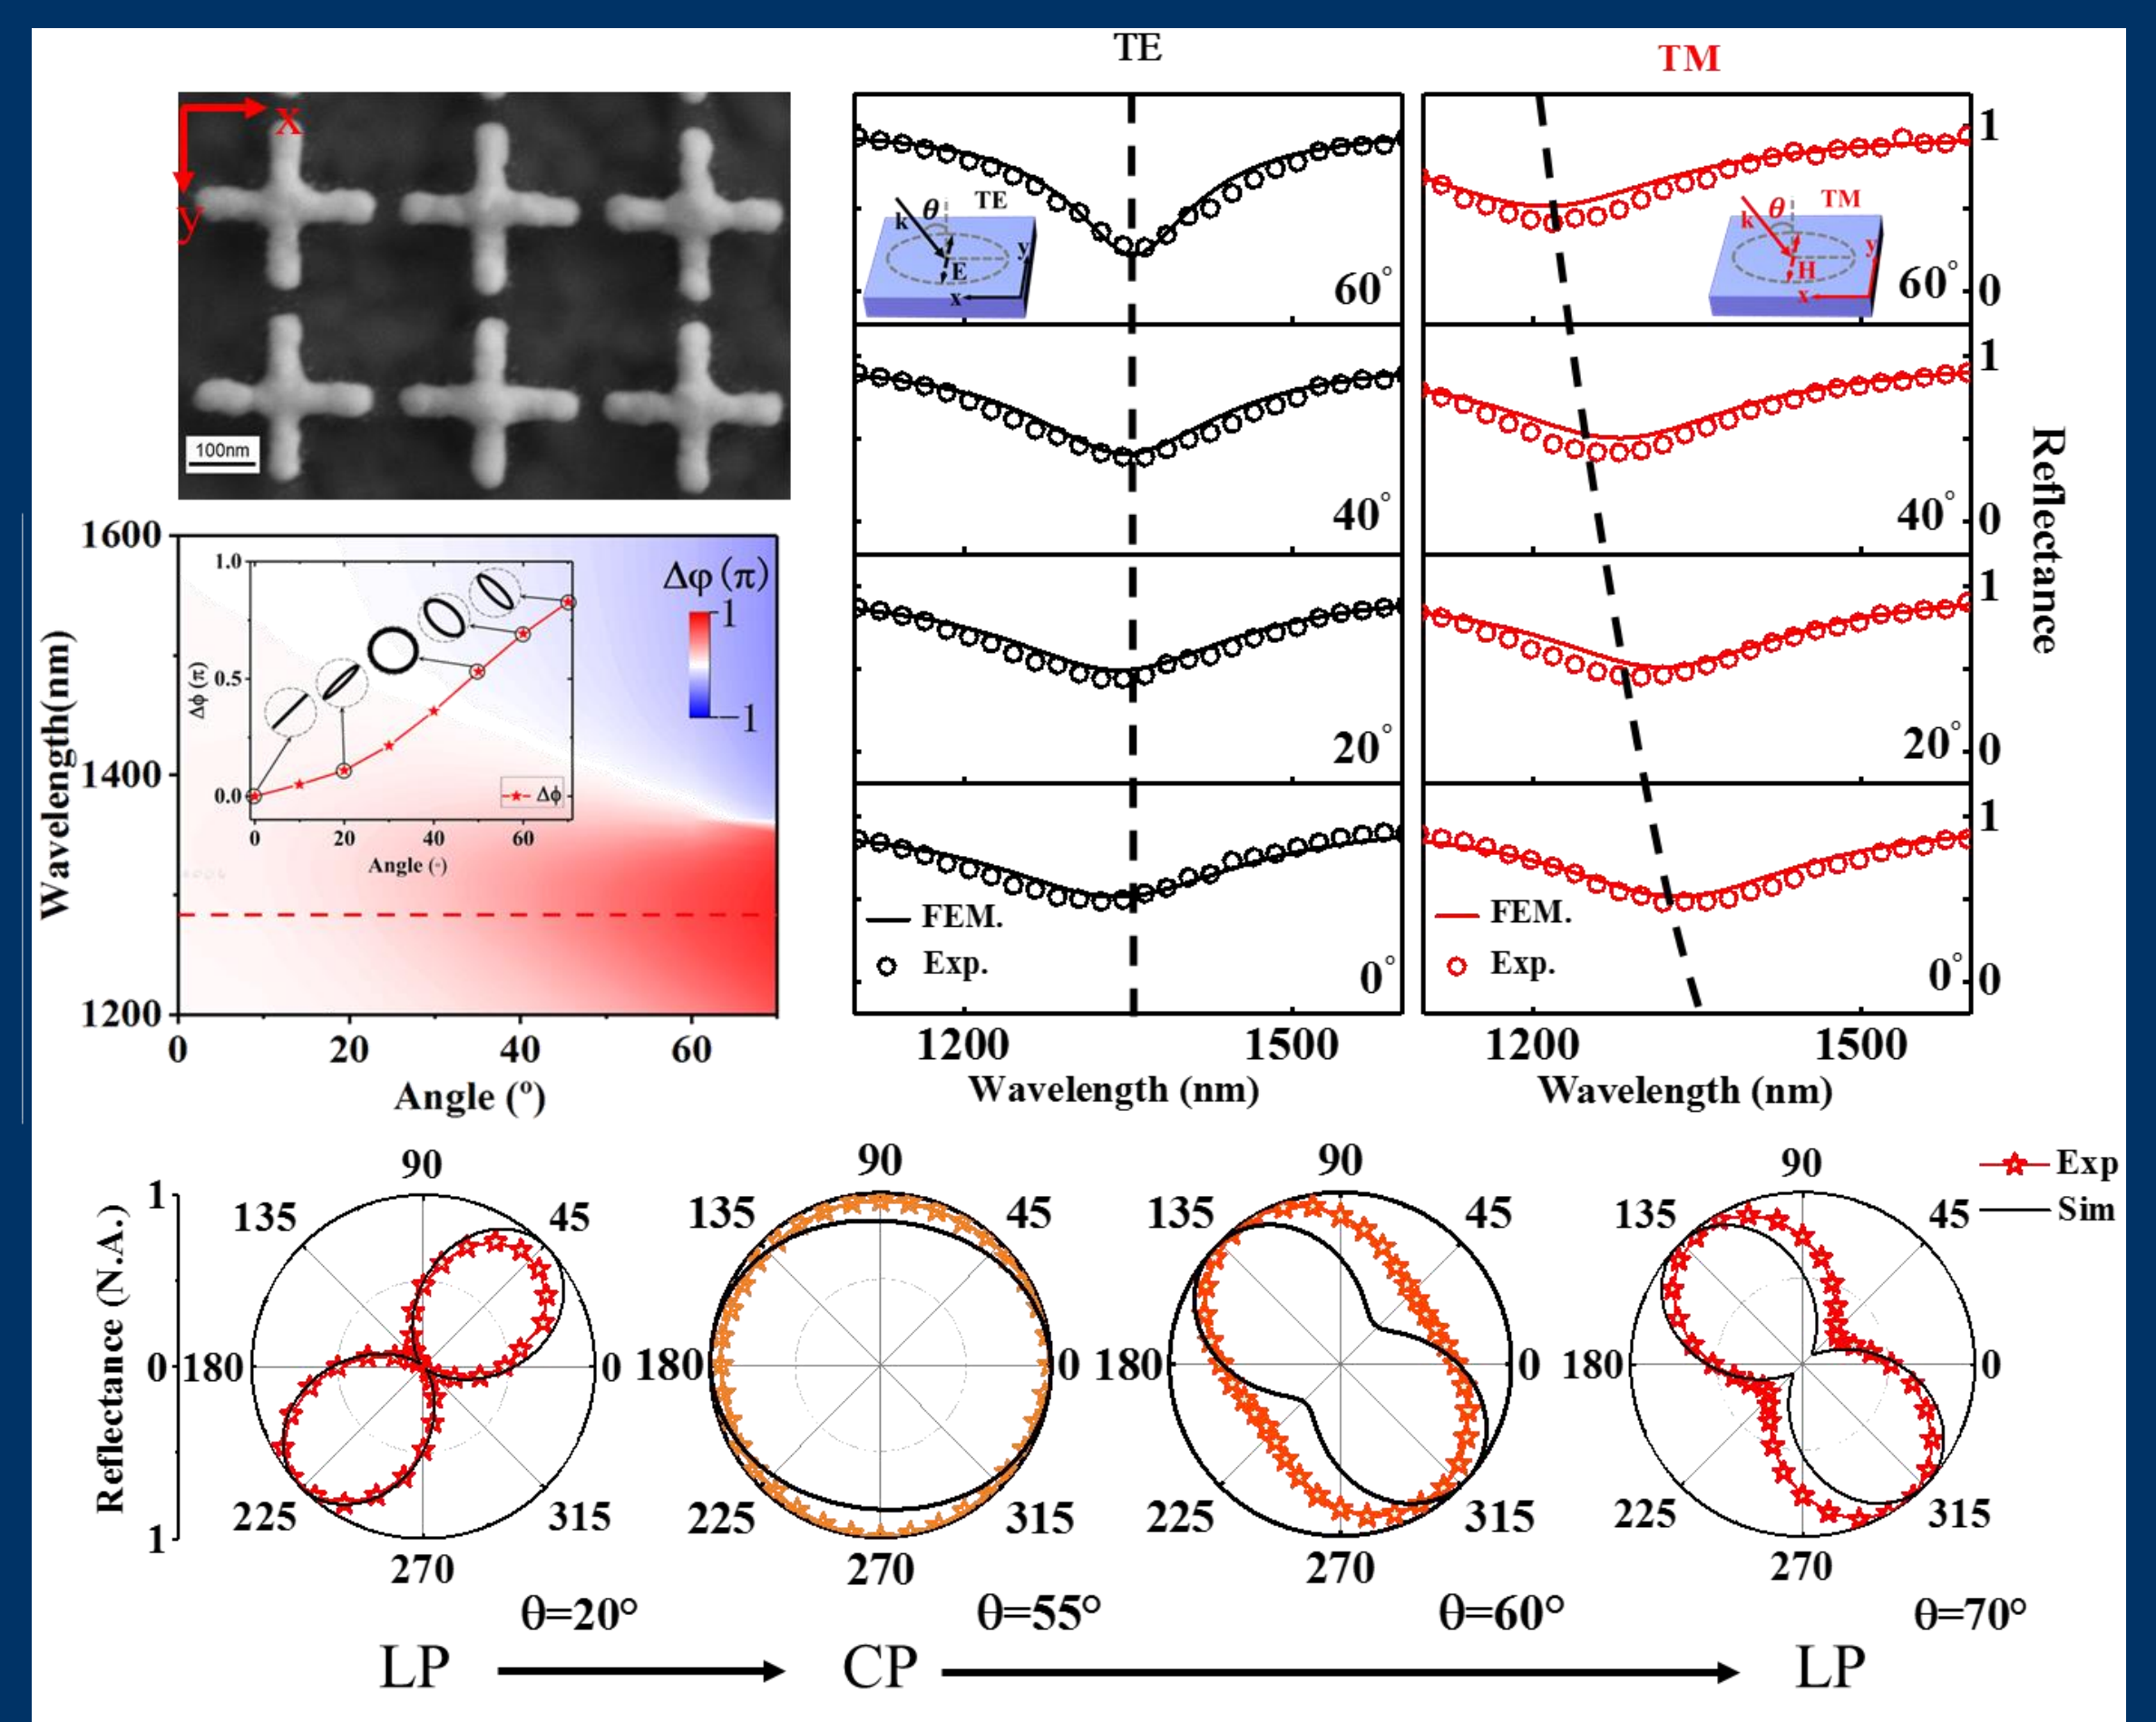 TE
TM
x
y
100nm
k
θ
TE
y
E
x
60°
40°
20°
FEM.
Exp.
0°
1200
1500
Wavelength (nm)
k
θ
TM
y
H
x
60°
40°
20°
FEM.
Exp.
0°
1
0
1
0
1
0
1
0
Reflectance
1200
1500
Wavelength (nm)
1600
1400
1200
Wavelength(nm)
0
20
40
60
Angle (º)
Δφ (π)
1
−1
1.0
0.5
0.0
Δϕ (π)
Δϕ
0
20
40
60
Angle (◦)
Reflectance (N.A.)
1
0
1
90
135
45
180
0
225
315
270
θ=20°
90
135
45
180
0
225
315
270
θ=55°
90
135
45
180
0
225
315
270
θ=60°
90
135
45
180
0
225
315
270
θ=70°
Exp
Sim
LP
CP
LP